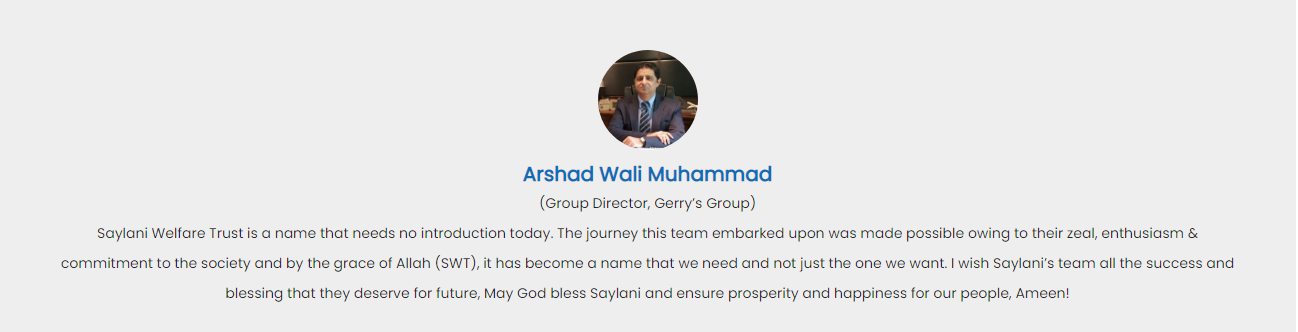 Arshad Wali Muhammad
(Group Director, Gerry’s Group)
Saylani Welfare Trust is a name that needs no introduction today. The journey this team embarked upon was made possible owing to their zeal, enthusiasm &
commitment to the society and by the grace of Allah (SWT), it has become a name that we need and not just the one we want. I wish Saylani’s team all the success and
blessing that they deserve for future, May God bless Saylani and ensure prosperity and happiness for our people, Ameen!